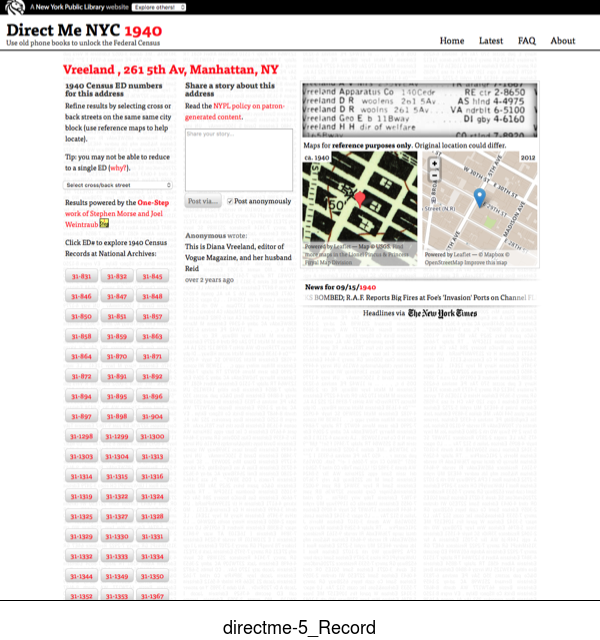 A New York Public Library website Explore others!
Direct Me NYC 1940
Use old phone books to unlock the Federal Census
Home Latest FAQ About
Vreeland , 261 5th Av, Manhattan, NY
1940 Census ED numbers
for this address
Refine results by selecting cross or
back streets on the same same city
block (use reference maps to help
locate).
Tip: you may not be able to reduce
to a single ED (why?).
Select cross/back street
Results powered by the One-Step
work of Stephen Morse and Joel
Weintraub
Click ED# to explore 1940 Census
Records at National Archives:
31-831 31-832 31-845
31-846 31-847 31-848
31-850 31-851 31-857
31-858 31-859 31-863
31-864 31-870 31-871
31-872 31-891 31-892
31-894 31-895 31-896
31-897 31-898 31-904
31-1298 31-1299 31-1300
31-1303 31-1304 31-1313
31-1314 31-1315 31-1316
31-1319 31-1322 31-1324
31-1325 31-1327 31-1328
31-1329 31-1330 31-1331
31-1332 31-1333 31-1334
31-1344 31-1349 31-1350
31-1352 31-1353 31-1367
Share a story about this
address
Read the NYPL policy on patron-
generated content.
Share your story...
Post via... Post anonymously
Anonymous wrote:
This is Diana Vreeland, editor of
Vogue Magazine, and her husband
Reid
over 2 years ago
Vreeland Apparatus Co 140Cedr RE ctr 2-8650
Vreeland D R woolens 261 5Av AS hlnd 4-4975
Vreeland D R woolns 261 5Av VA ndrblt 6-5100
Vreeland Geo E b 11Bway DI gby 4-6160
Vreeland H H dir of welfare
Maps for reference purposes only. Original location could differ.
ca. 1940
50'
Powered by Leaflet — Map © USGS
2012
W 30TH ST
E 30TH ST
5TH AVE
MADISON AVE
Street (N,R)
E 29TH ST
E 28TH ST
Powered by Leaflet — © Mapbox ©
OpenStreetMap Improve this map
News for 09/15/1940
BOMBED; R.A.F. Reports Big Fires at Foe's 'Invasion' Ports on Channel
Headlines via The New York Times
directme-5_Record